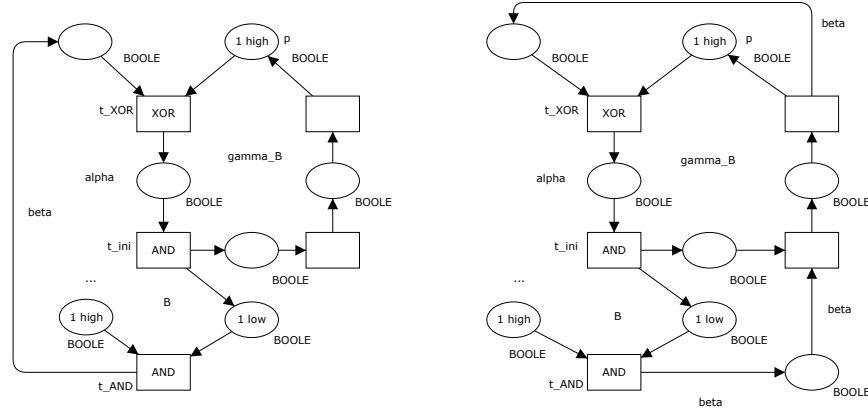 BOOLE
1 high
p
BOOLE
t_XOR
XOR
alpha
gamma_B
BOOLE
BOOLE
beta
t_ini
AND
BOOLE
...
B
1 high
BOOLE
1 low
BOOLE
t_AND
AND
beta
BOOLE
1 high
p
BOOLE
t_XOR
XOR
alpha
gamma_B
BOOLE
BOOLE
t_ini
AND
BOOLE
...
B
beta
1 high
BOOLE
1 low
BOOLE
t_AND
AND
beta
BOOLE